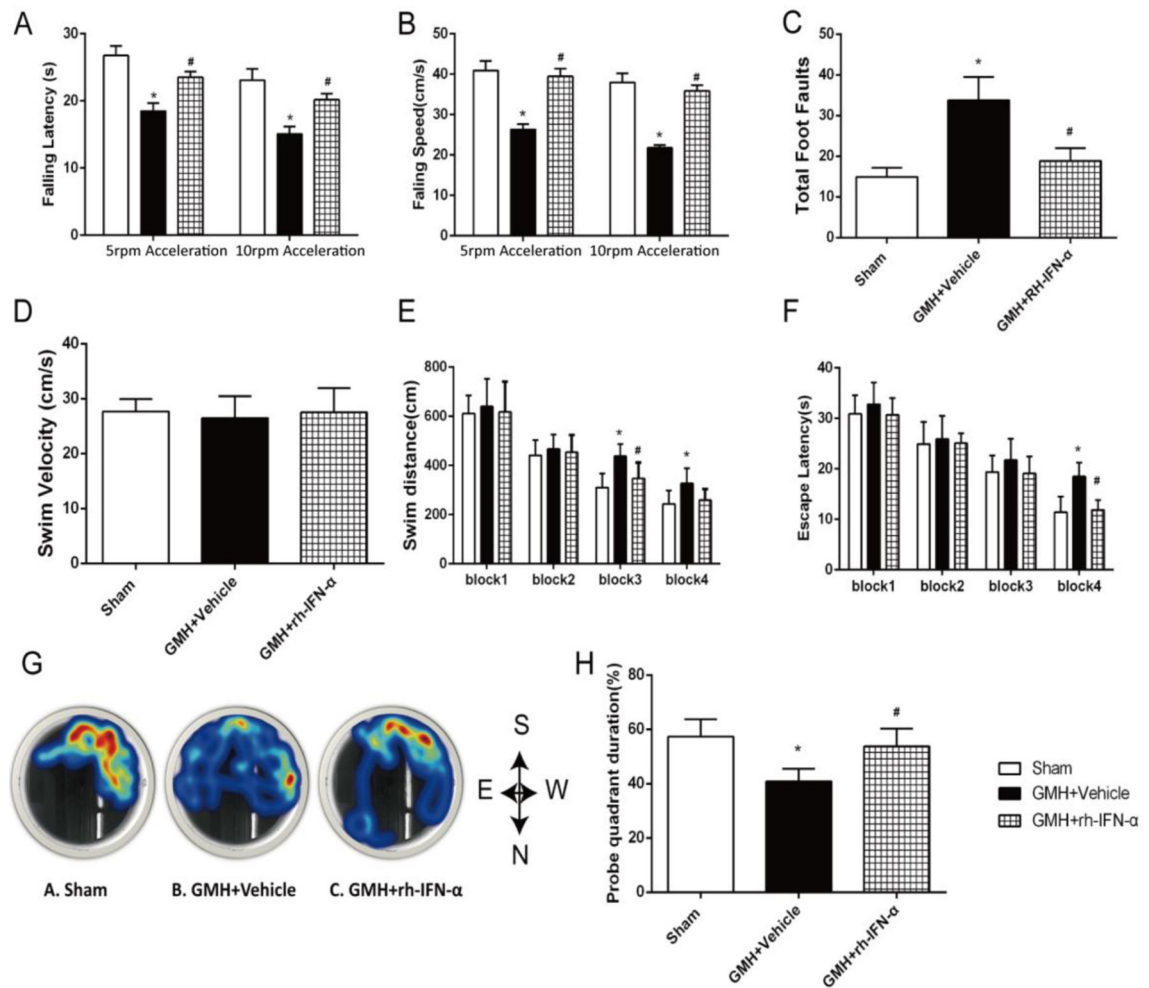 A
Falling Latency (s)
30
20
10
0
*
#
*
#
5rpm Acceleration
10rpm Acceleration
B
Faling Speed(cm/s)
50
40
30
20
10
0
*
#
*
#
5rpm Acceleration
10rpm Acceleration
C
Total Foot Faults
50
40
30
20
10
0
*
#
Sham
GMH+Vehicle
GMH+RH-IFN-α
D
Swim Velocity (cm/s)
40
30
20
10
0
Sham
GMH+Vehicle
GMH+rh-IFN-α
E
Swim distance(cm)
800
600
400
200
0
*
#
*
block1
block2
block3
block4
F
Escape Latency(s)
40
30
20
10
0
*
#
block1
block2
block3
block4
G
S
E
W
N
A. Sham
B. GMH+Vehicle
C. GMH+rh-IFN-α
H
Probe quadrant duration(%)
80
60
40
20
0
*
#
Sham
GMH+Vehicle
GMH+rh-IFN-α
Sham
GMH+Vehicle
GMH+rh-IFN-α